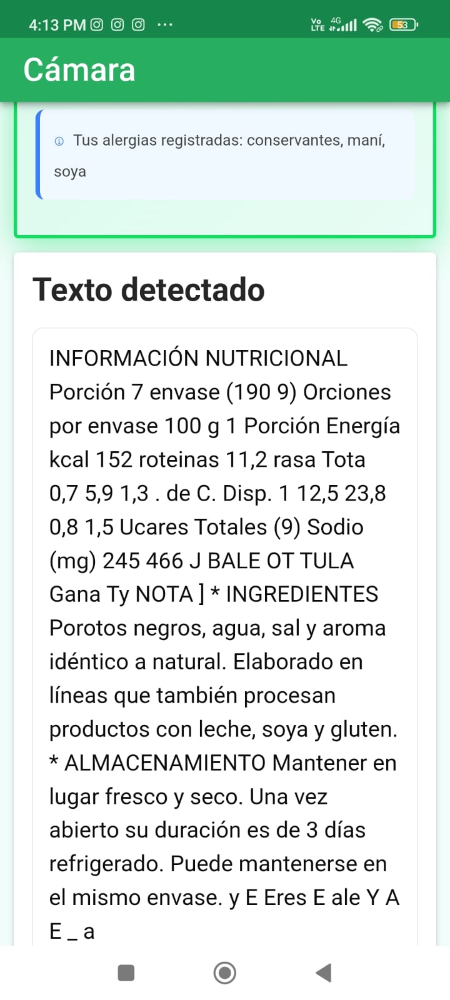 4:13 PM ... Vo LTE 4G 53
Cámara
Tus alergias registradas: conservantes, maní,
soya
Texto detectado
INFORMACIÓN NUTRICIONAL
Porción 7 envase (190 9) Orciones
por envase 100 g 1 Porción Energía
kcal 152 roteinas 11,2 rasa Tota
0,7 5,9 1,3 . de C. Disp. 1 12,5 23,8
0,8 1,5 Ucares Totales (9) Sodio
(mg) 245 466 J BALE OT TULA
Gana Ty NOTA ] * INGREDIENTES
Porotos negros, agua, sal y aroma
idéntico a natural. Elaborado en
líneas que también procesan
productos con leche, soya y gluten.
* ALMACENAMIENTO Mantener en
lugar fresco y seco. Una vez
abierto su duración es de 3 días
refrigerado. Puede mantenerse en
el mismo envase. y E Eres E ale Y A
E _ a